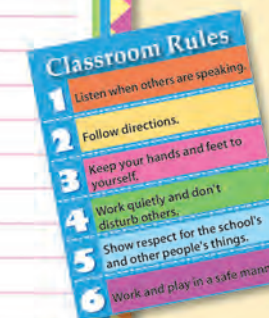 Classroom Rules
1 Listen when others are speaking.
2 Follow directions.
3 Keep your hands and feet to
yourself.
4 Work quietly and don't
disturb others.
5 Show respect for the school's
and other people's things.
6 Work and play in a safe mann